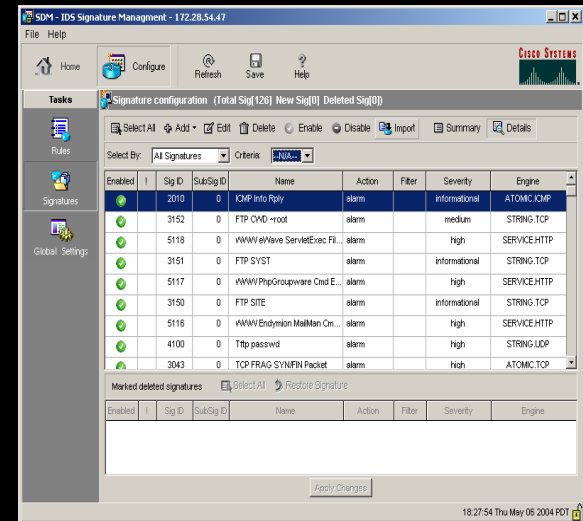 SDM - IDS Signature Managment - 172.28.54.47
File Help
Home Configure Refresh Save Help CISCO SYSTEMS
Tasks
Rules
Signatures
Global Settings
Signature configuration (Total Sig[126] New Sig[0] Deleted Sig[0])
Select All Add Edit Delete Enable Disable Import Summary Details
Select By: All Signatures Criteria: --N/A--
Enabled ! Sig ID SubSig ID Name Action Filter Severity Engine
2010 0 ICMP Info Rply alarm informational ATOMIC.ICMP
3152 0 FTP CWD ~root alarm medium STRING.TCP
5118 0 WWW eWave ServletExec Fil... alarm high SERVICE.HTTP
3151 0 FTP SYST alarm informational STRING.TCP
5117 0 WWW PhpGroupware Cmd E... alarm high SERVICE.HTTP
3150 0 FTP SITE alarm informational STRING.TCP
5116 0 WWW Endymion MailMan Cm... alarm high SERVICE.HTTP
4100 0 Tftp passwd alarm high STRING.UDP
3043 0 TCP FRAG SYN/FIN Packet alarm high ATOMIC.TCP
Marked deleted signatures Select All Restore Signature
Enabled ! Sig ID SubSig ID Name Action Filter Severity Engine
Apply Changes
18:27:54 Thu May 06 2004 PDT